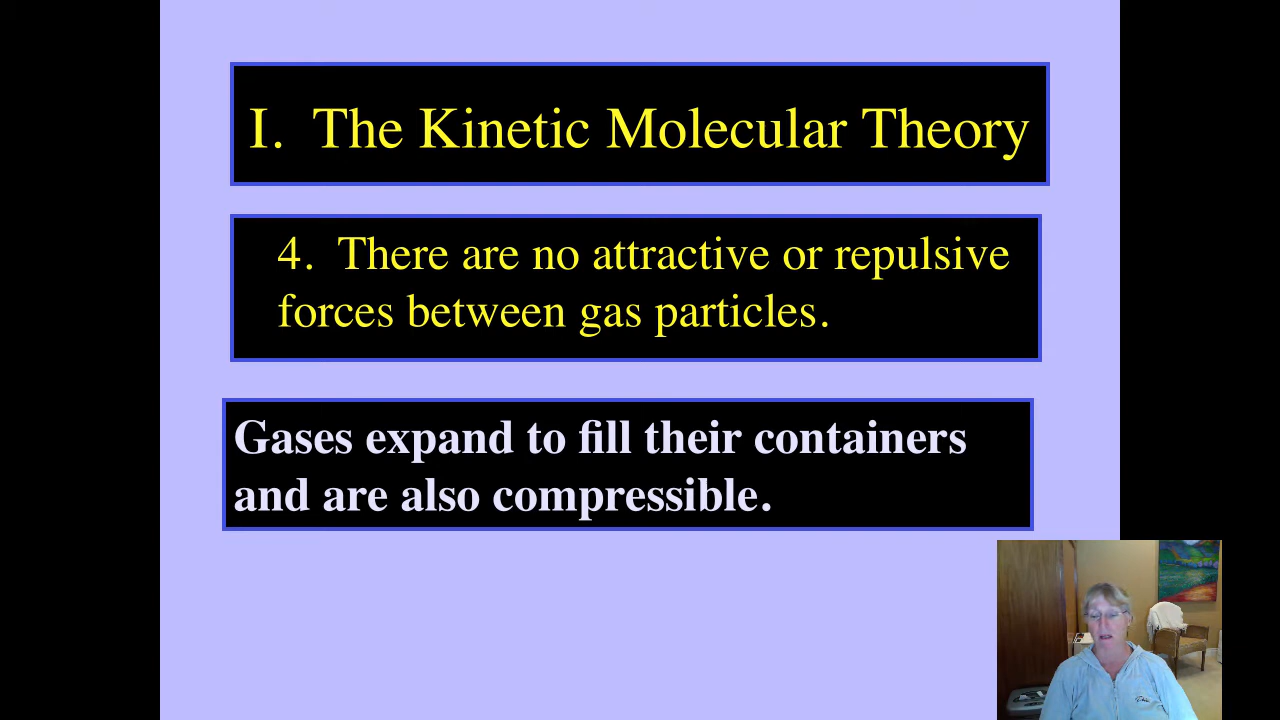 I. The Kinetic Molecular Theory
4. There are no attractive or repulsive
forces between gas particles.
Gases expand to fill their containers
and are also compressible.